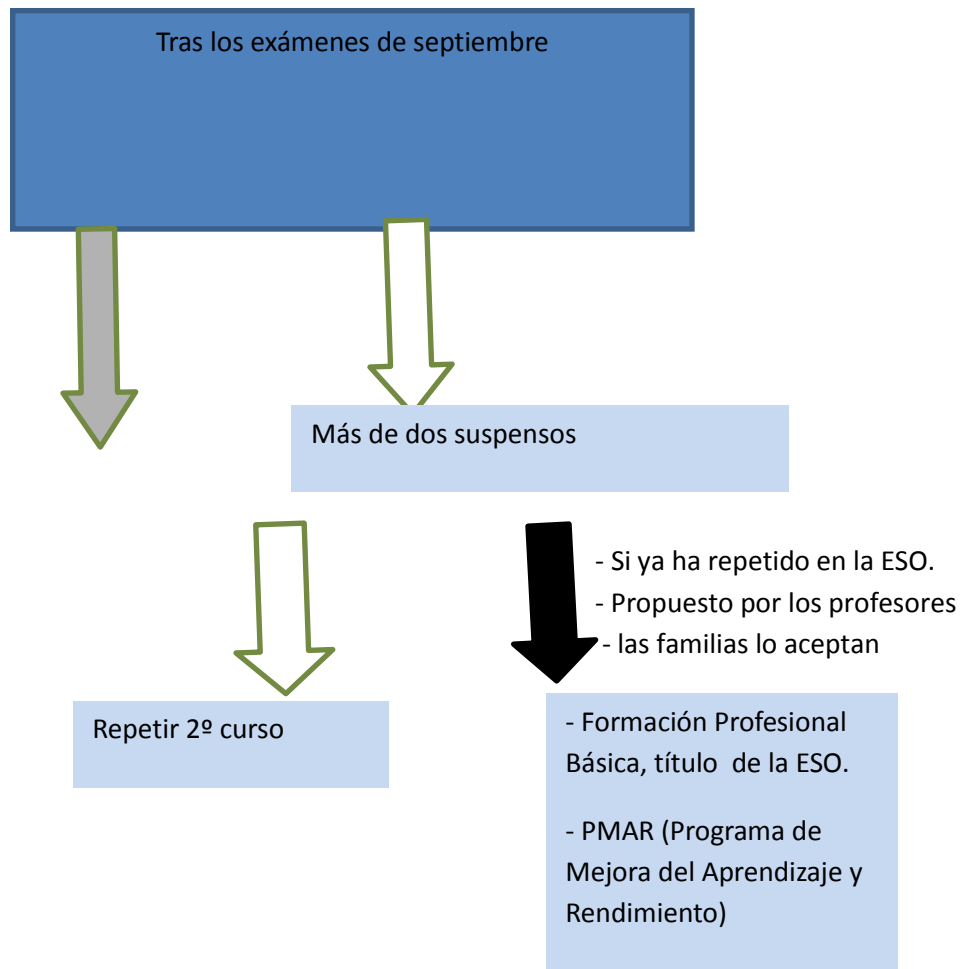 Tras los exámenes de septiembre
Más de dos suspensos
- Si ya ha repetido en la ESO.
- Propuesto por los profesores
- las familias lo aceptan
Repetir 2º curso
- Formación Profesional
Básica, título de la ESO.
- PMAR (Programa de
Mejora del Aprendizaje y
Rendimiento)